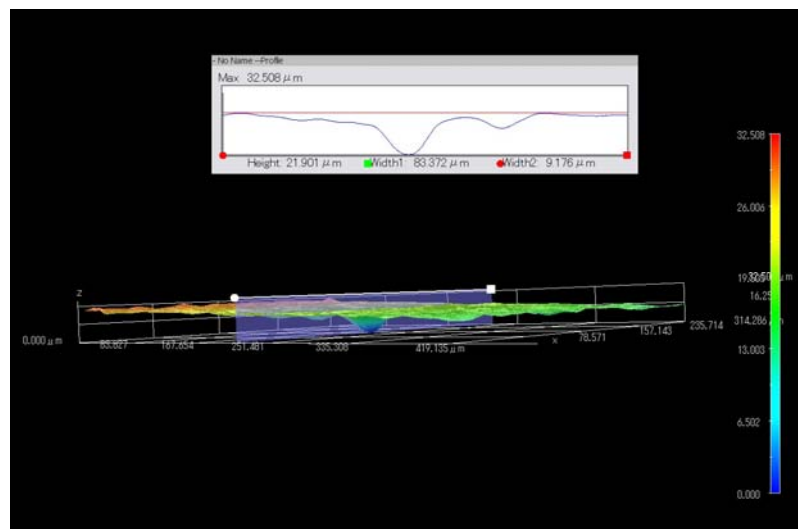 - No Name --Profile
Max 32.508 μm
Height: 21.901 μm Width1: 83.372 μm Width2: 9.176 μm
32.508
26.006
13.003
6.502
0.000
z
0.000 μm
83.827
167.654
251.481
335.308
419.135 μm
x
78.571
157.143
235.714
314.286